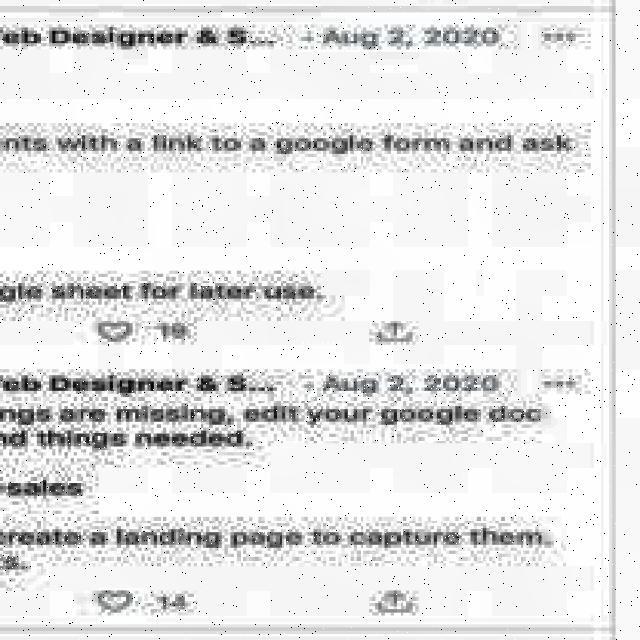 eb Designer & S... · Aug 2, 2020 ...
nts with a link to a google form and ask
gle sheet for later use.
19
eb Designer & S... · Aug 2, 2020 ...
ngs are missing, edit your google doc
nd things needed.
sales
create a landing page to capture them.
s.
14